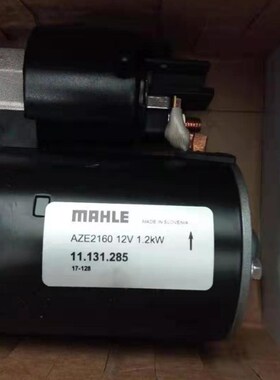 MAHLE MADE IN SLOVENIA
AZE2160 12V 1.2kW
11.131.285
17-128